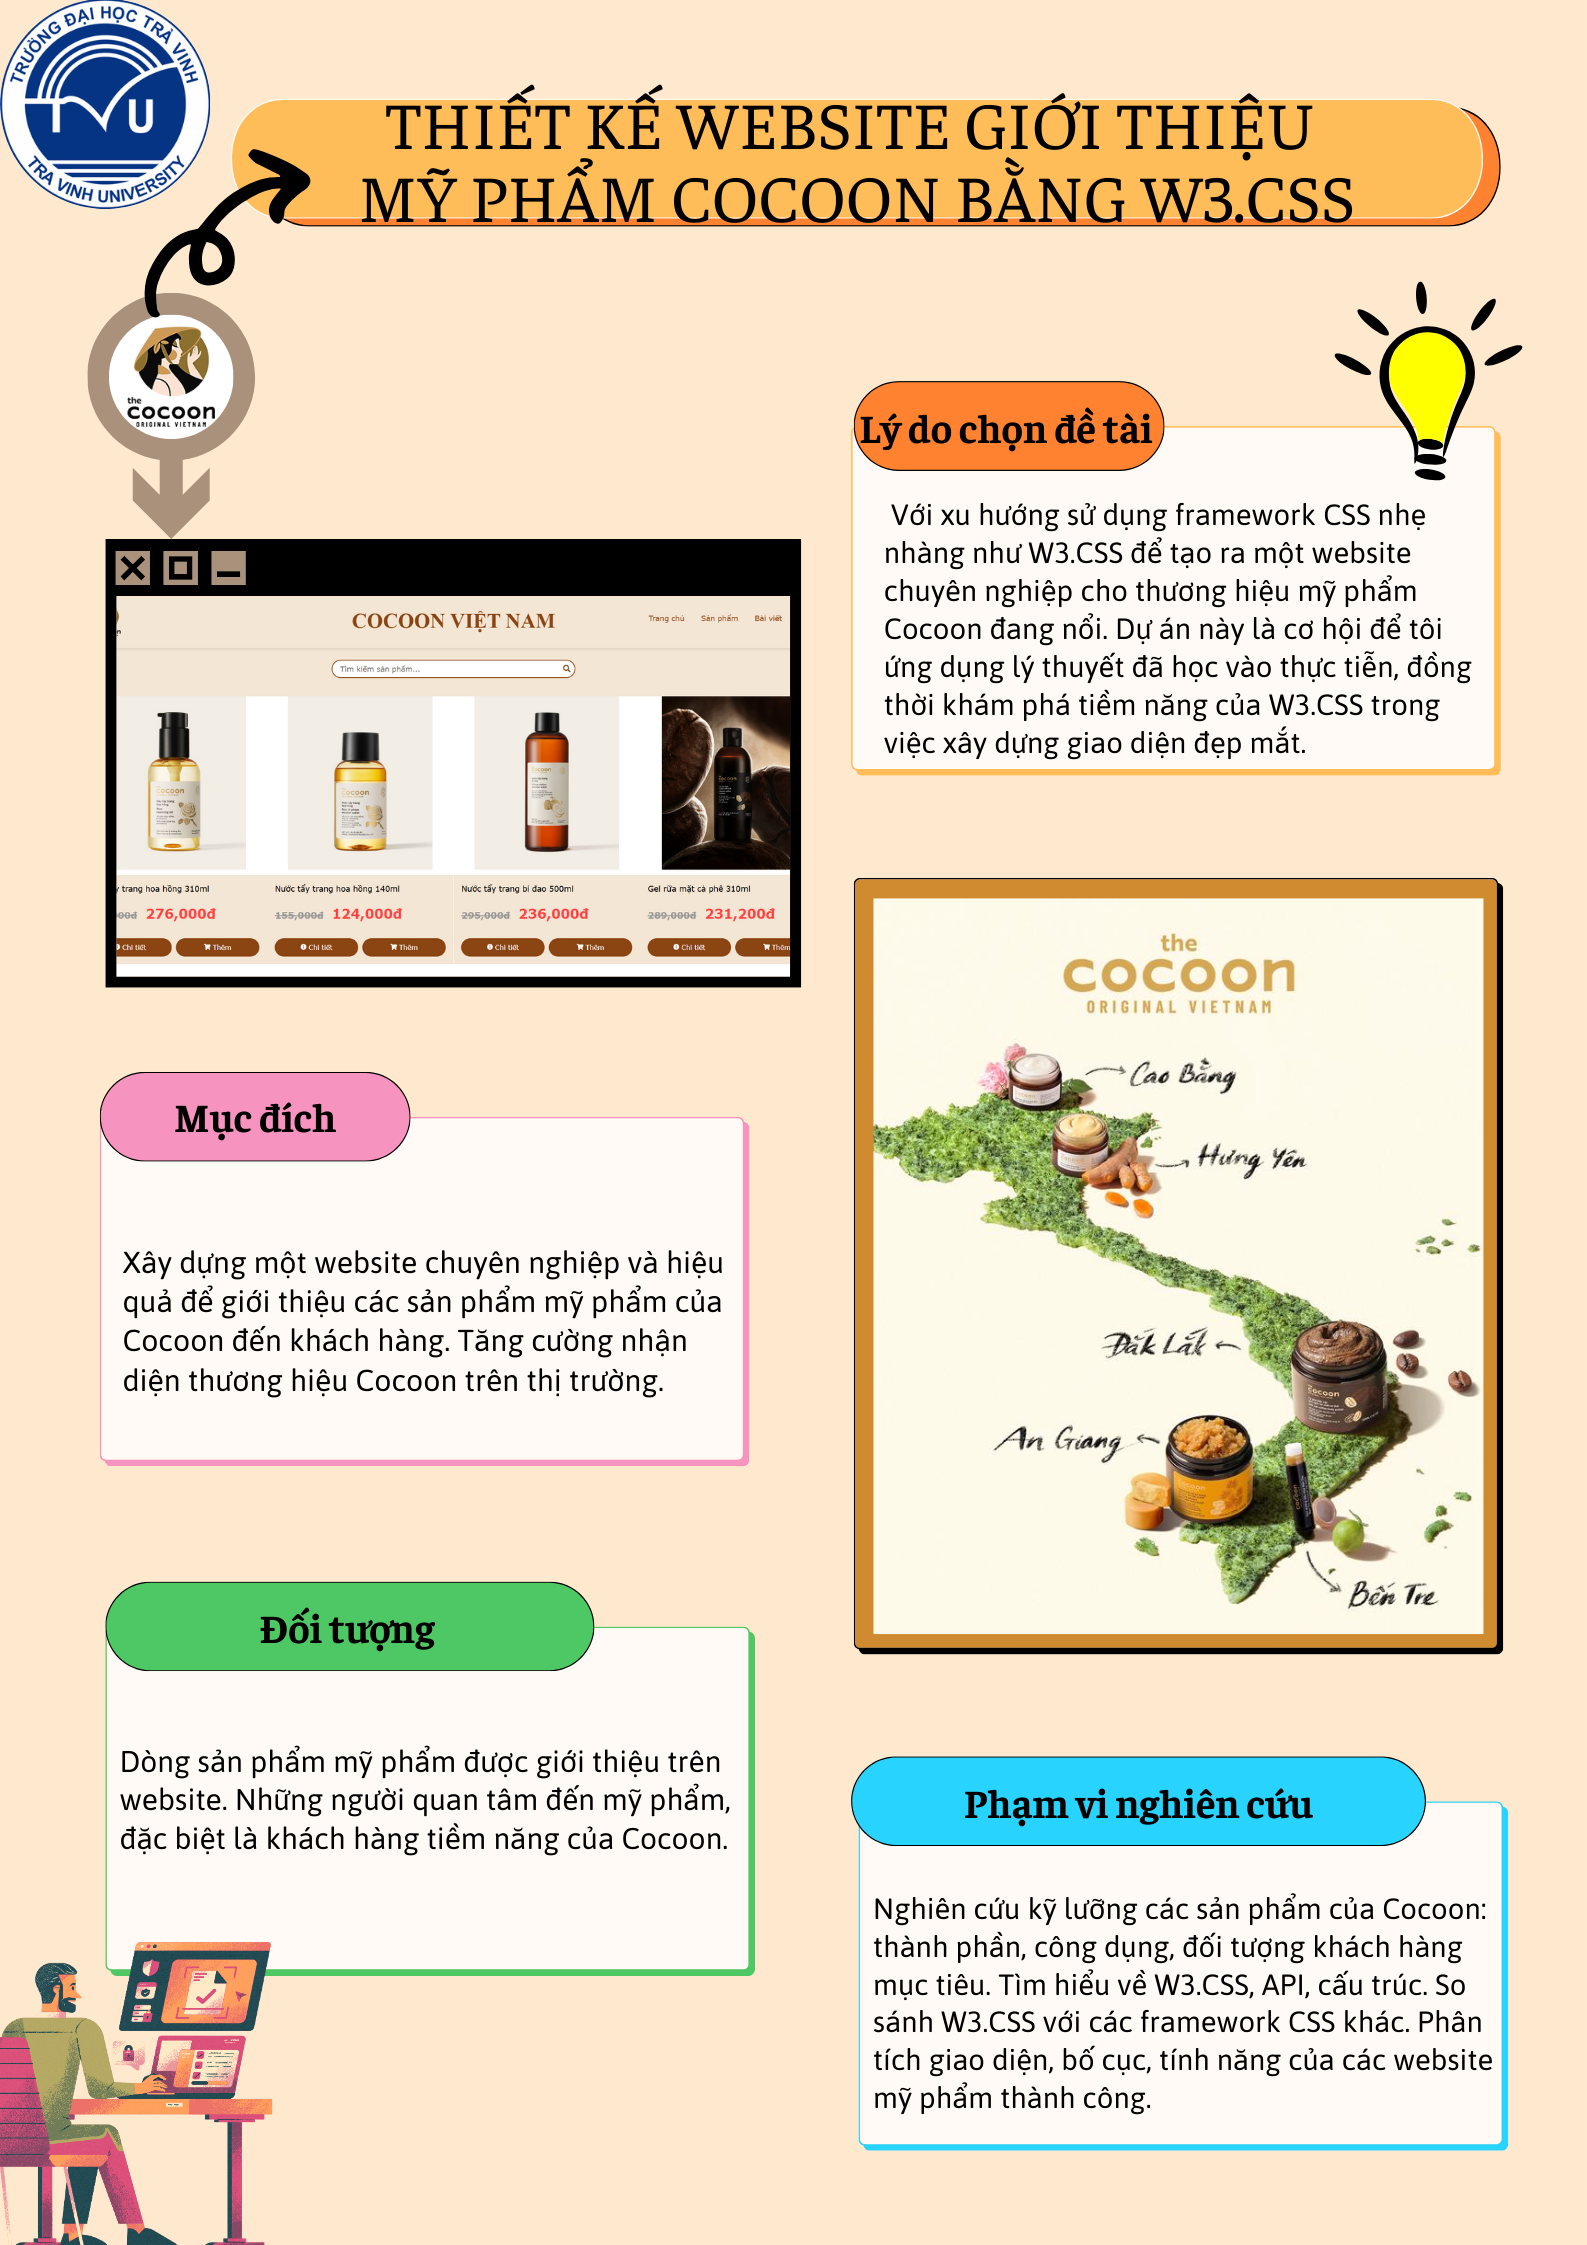 TRƯỜNG ĐẠI HỌC TRÀ VINH
TVU
TRA VINH UNIVERSITY
THIẾT KẾ WEBSITE GIỚI THIỆU
MỸ PHẨM COCOON BẰNG W3.CSS
the
cocoon
ORIGINAL VIETNAM
COCOON VIỆT NAM
Trang chủ Sản phẩm Bài viết
Tìm kiếm sản phẩm...
cocoon
cocoon
cocoon
cocoon
trang hoa hồng 310ml
276,000đ
Chi tiết Thêm
Nước tẩy trang hoa hồng 140ml
155,000đ 124,000đ
Chi tiết Thêm
Nước tẩy trang bí đao 500ml
295,000đ 236,000đ
Chi tiết Thêm
Gel rửa mặt cà phê 310ml
289,000đ 231,200đ
Chi tiết Thêm
Lý do chọn đề tài
Với xu hướng sử dụng framework CSS nhẹ
nhàng như W3.CSS để tạo ra một website
chuyên nghiệp cho thương hiệu mỹ phẩm
Cocoon đang nổi. Dự án này là cơ hội để tôi
ứng dụng lý thuyết đã học vào thực tiễn, đồng
thời khám phá tiềm năng của W3.CSS trong
việc xây dựng giao diện đẹp mắt.
the
cocoon
ORIGINAL VIETNAM
Cao Bằng
Hưng Yên
Đắk Lắk
cocoon
An Giang
Bến Tre
Mục đích
Xây dựng một website chuyên nghiệp và hiệu
quả để giới thiệu các sản phẩm mỹ phẩm của
Cocoon đến khách hàng. Tăng cường nhận
diện thương hiệu Cocoon trên thị trường.
Đối tượng
Dòng sản phẩm mỹ phẩm được giới thiệu trên
website. Những người quan tâm đến mỹ phẩm,
đặc biệt là khách hàng tiềm năng của Cocoon.
Phạm vi nghiên cứu
Nghiên cứu kỹ lưỡng các sản phẩm của Cocoon:
thành phần, công dụng, đối tượng khách hàng
mục tiêu. Tìm hiểu về W3.CSS, API, cấu trúc. So
sánh W3.CSS với các framework CSS khác. Phân
tích giao diện, bố cục, tính năng của các website
mỹ phẩm thành công.